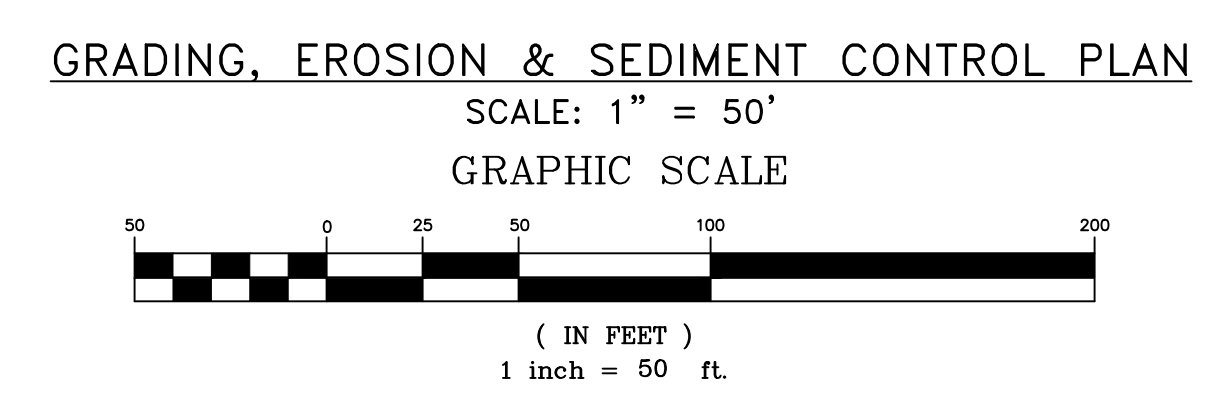 GRADING, EROSION & SEDIMENT CONTROL PLAN
SCALE: 1” = 50’
GRAPHIC SCALE
50 0 25 50 100 200
( IN FEET )
1 inch = 50 ft.